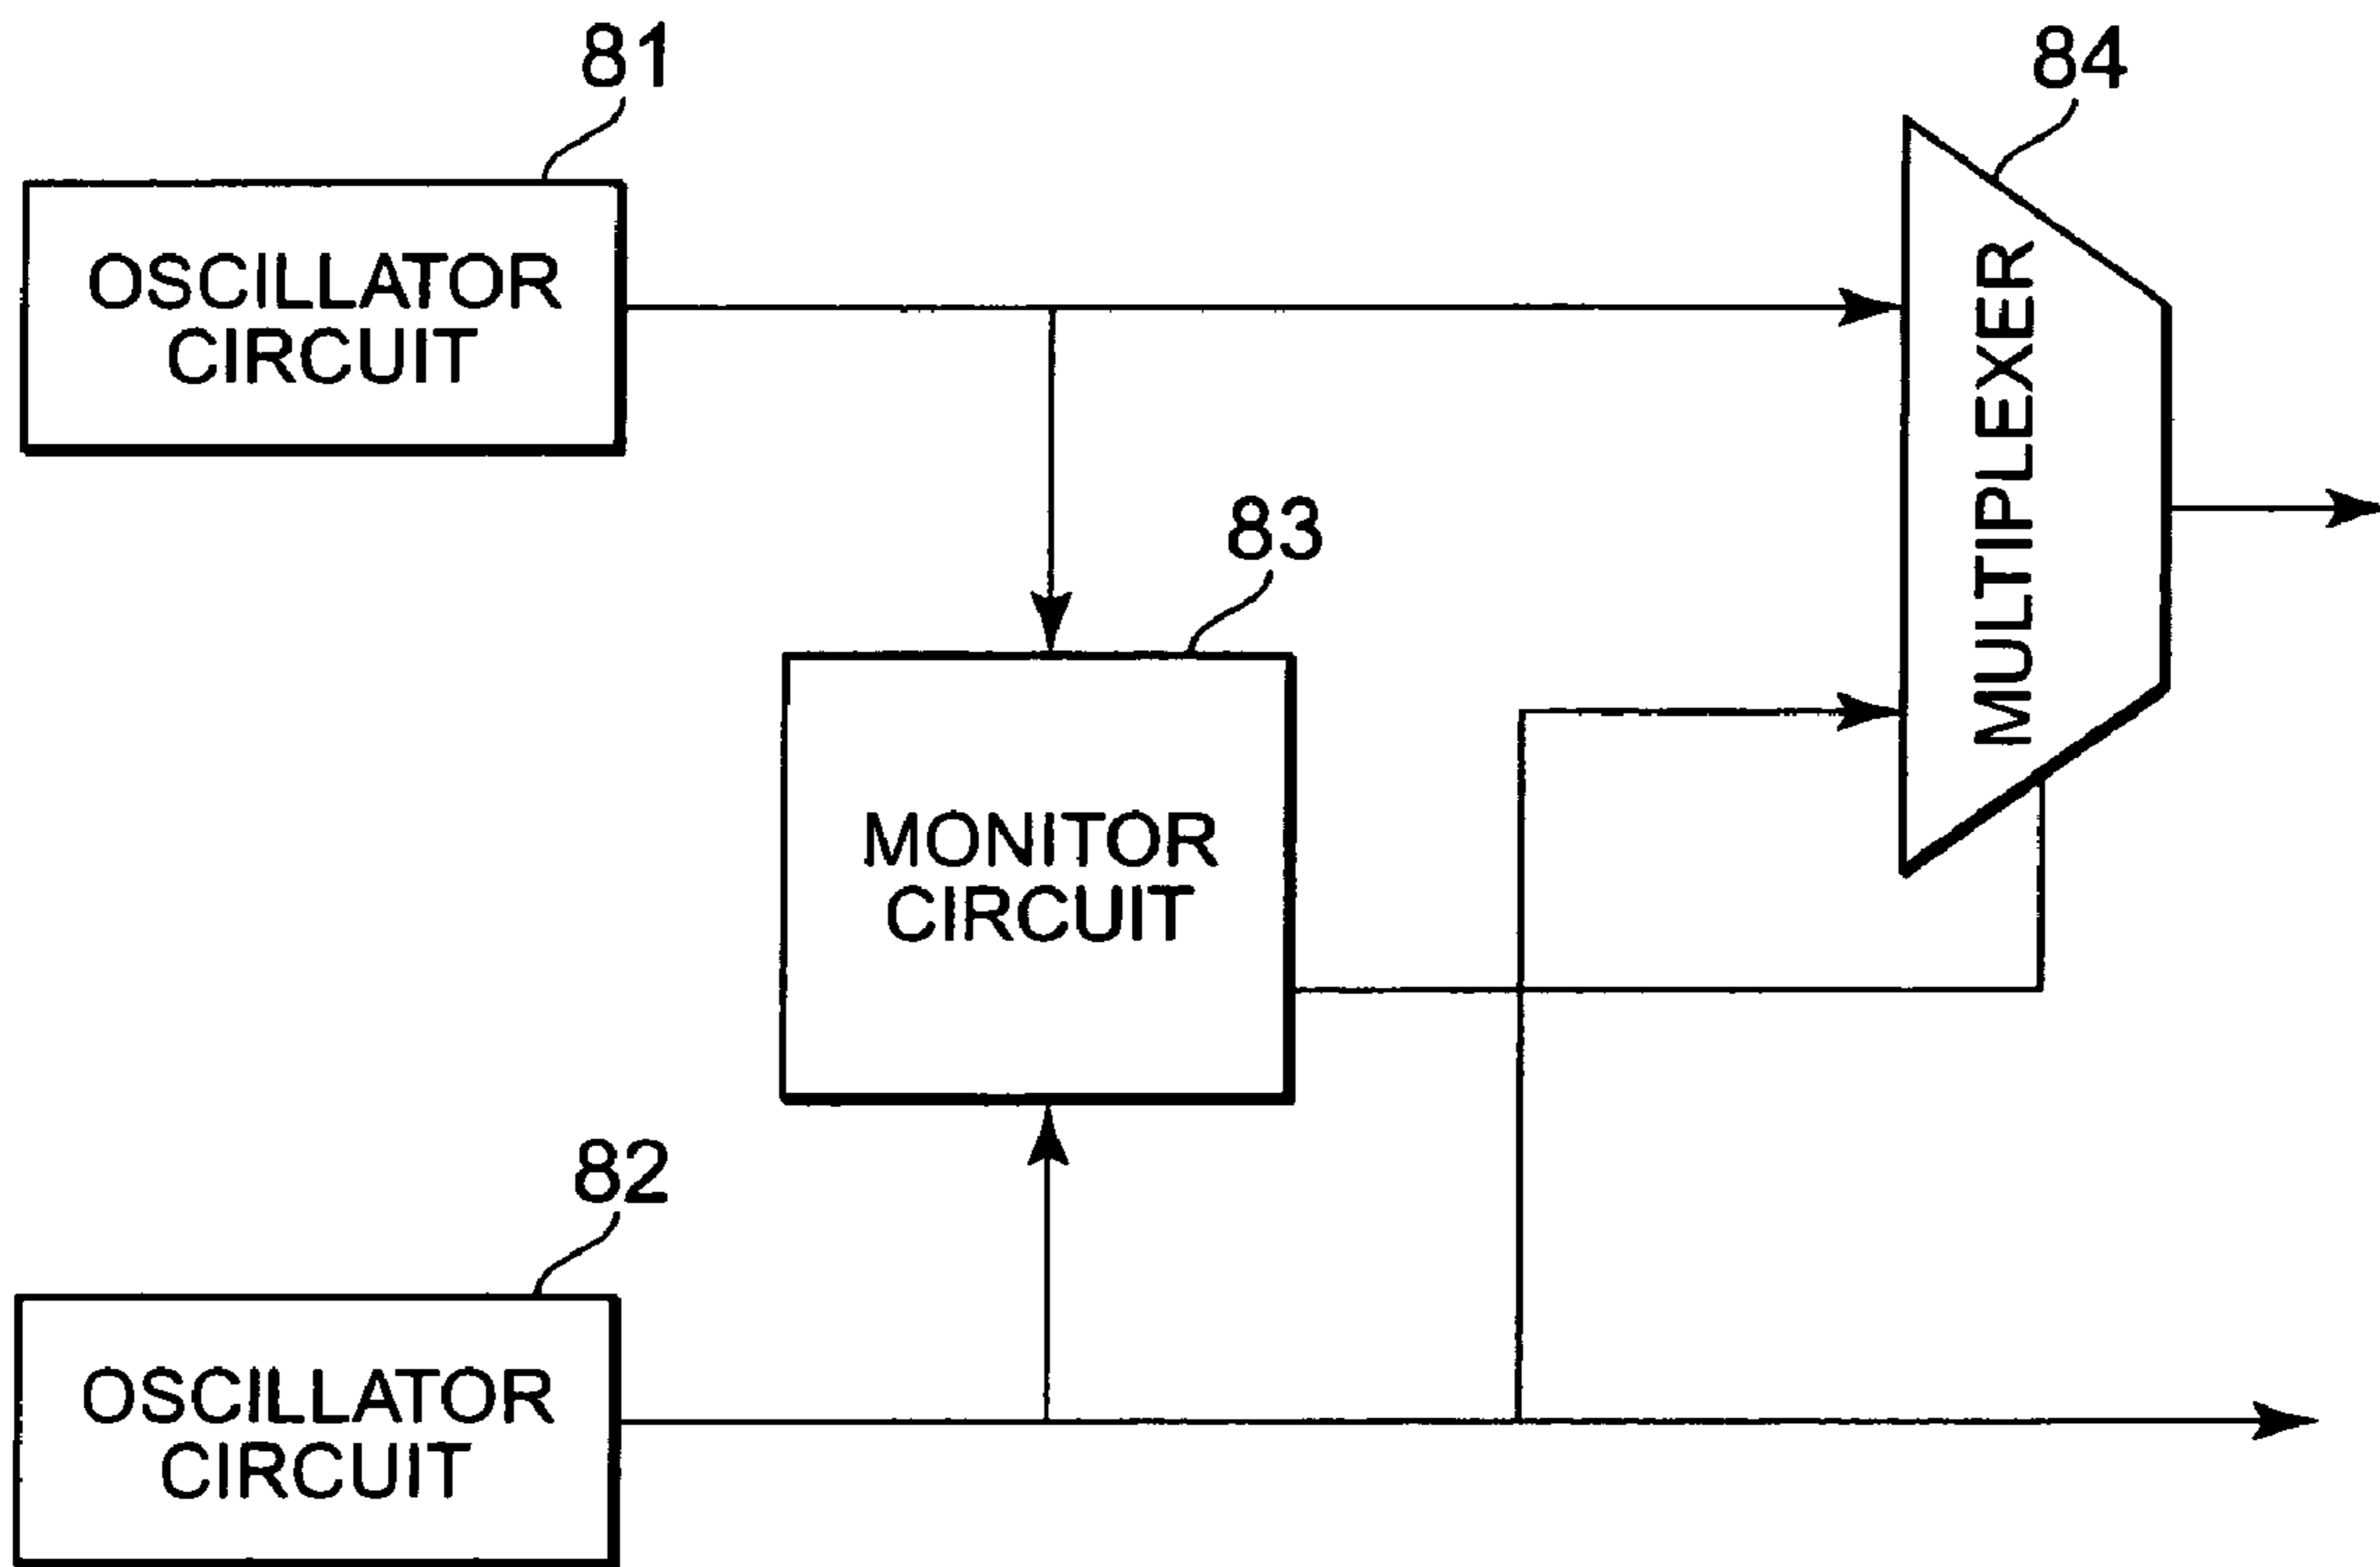 81
84
OSCILLATOR
CIRCUIT
MULTIPLEXER
83
MONITOR
CIRCUIT
82
OSCILLATOR
CIRCUIT